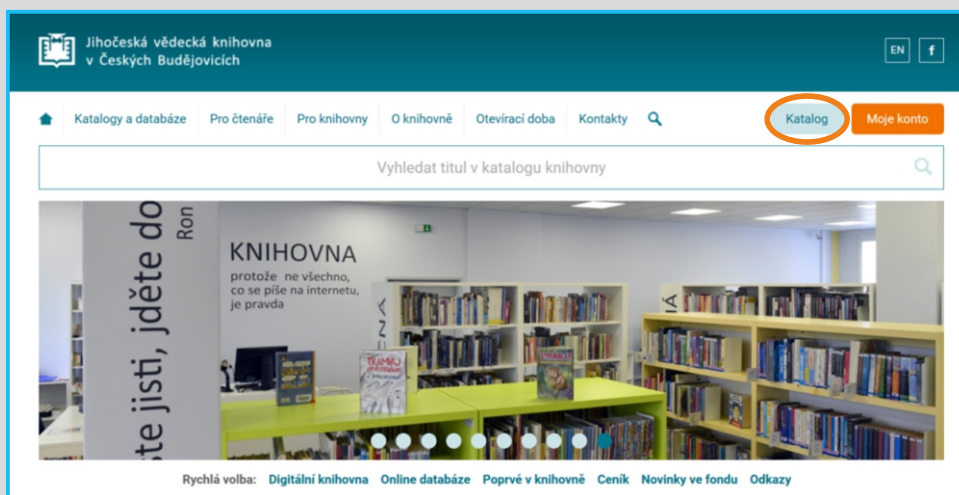 Jihočeská vědecká knihovna
v Českých Budějovicích
EN f
Katalogy a databáze Pro čtenáře Pro knihovny O knihovně Otevírací doba Kontakty Katalog Moje konto
Vyhledat titul v katalogu knihovny
ste jisti, jděte do
Ron
KNIHOVNA
protože ne všechno,
co se píše na internetu,
je pravda
Rychlá volba: Digitální knihovna Online databáze Poprvé v knihovně Ceník Novinky ve fondu Odkazy